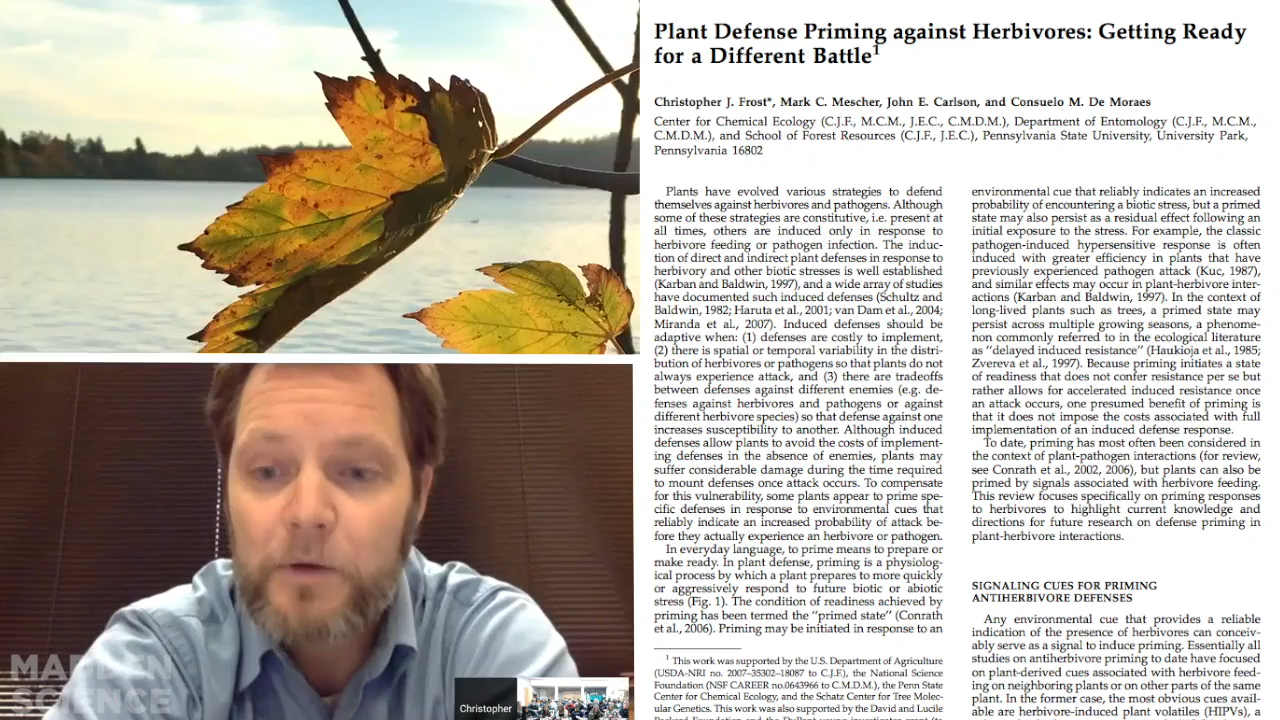 Plant Defense Priming against Herbivores: Getting Ready
for a Different Battle1
Christopher J. Frost*, Mark C. Mescher, John E. Carlson, and Consuelo M. De Moraes
Center for Chemical Ecology (C.J.F., M.C.M., J.E.C., C.M.D.M.), Department of Entomology (C.J.F., M.C.M.,
C.M.D.M.), and School of Forest Resources (C.J.F., J.E.C.), Pennsylvania State University, University Park,
Pennsylvania 16802
Plants have evolved various strategies to defend
themselves against herbivores and pathogens. Although
some of these strategies are constitutive, i.e. present at
all times, others are induced only in response to
herbivore feeding or pathogen infection. The induc-
tion of direct and indirect plant defenses in response to
herbivory and other biotic stresses is well established
(Karban and Baldwin, 1997), and a wide array of studies
have documented such induced defenses (Schultz and
Baldwin, 1982; Haruta et al., 2001; van Dam et al., 2004;
Miranda et al., 2007). Induced defenses should be
adaptive when: (1) defenses are costly to implement,
(2) there is spatial or temporal variability in the distri-
bution of herbivores or pathogens so that plants do not
always experience attack, and (3) there are tradeoffs
between defenses against different enemies (e.g. de-
fenses against herbivores and pathogens or against
different herbivore species) so that defense against one
increases susceptibility to another. Although induced
defenses allow plants to avoid the costs of implement-
ing defenses in the absence of enemies, plants may
suffer considerable damage during the time required
to mount defenses once attack occurs. To compensate
for this vulnerability, some plants appear to prime spe-
cific defenses in response to environmental cues that
reliably indicate an increased probability of attack be-
fore they actually experience an herbivore or pathogen.
In everyday language, to prime means to prepare or
make ready. In plant defense, priming is a physiolog-
ical process by which a plant prepares to more quickly
or aggressively respond to future biotic or abiotic
stress (Fig. 1). The condition of readiness achieved by
priming has been termed the "primed state" (Conrath
et al., 2006). Priming may be initiated in response to an
1 This work was supported by the U.S. Department of Agriculture
(USDA-NRI no. 2007–35302–18087 to C.J.F.), the National Science
Foundation (NSF CAREER no.0643966 to C.M.D.M.), the Penn State
Center for Chemical Ecology, and the Schatz Center for Tree Molec-
ular Genetics. This work was also supported by the David and Lucile
environmental cue that reliably indicates an increased
probability of encountering a biotic stress, but a primed
state may also persist as a residual effect following an
initial exposure to the stress. For example, the classic
pathogen-induced hypersensitive response is often
induced with greater efficiency in plants that have
previously experienced pathogen attack (Kuc, 1987),
and similar effects may occur in plant-herbivore inter-
actions (Karban and Baldwin, 1997). In the context of
long-lived plants such as trees, a primed state may
persist across multiple growing seasons, a phenome-
non commonly referred to in the ecological literature
as "delayed induced resistance" (Haukioja et al., 1985;
Zvereva et al., 1997). Because priming initiates a state
of readiness that does not confer resistance per se but
rather allows for accelerated induced resistance once
an attack occurs, one presumed benefit of priming is
that it does not impose the costs associated with full
implementation of an induced defense response.
To date, priming has most often been considered in
the context of plant-pathogen interactions (for review,
see Conrath et al., 2002, 2006), but plants can also be
primed by signals associated with herbivore feeding.
This review focuses specifically on priming responses
to herbivores to highlight current knowledge and
directions for future research on defense priming in
plant-herbivore interactions.
SIGNALING CUES FOR PRIMING
ANTIHERBIVORE DEFENSES
Any environmental cue that provides a reliable
indication of the presence of herbivores can conceiv-
ably serve as a signal to induce priming. Essentially all
studies on antiherbivore priming to date have focused
on plant-derived cues associated with herbivore feed-
ing on neighboring plants or on other parts of the same
plant. In the former case, the most obvious cues avail-
able are herbivore-induced plant volatiles (HIPVs), a
Christopher
SCIENCE